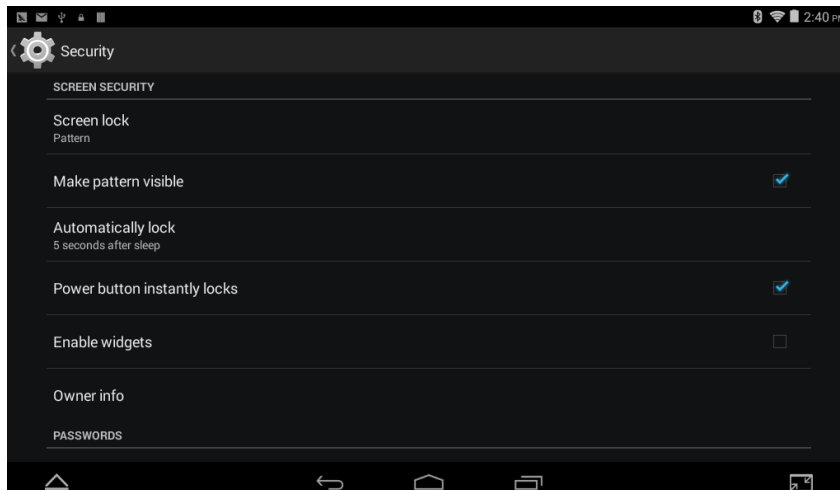 2:40 PM
Security
SCREEN SECURITY
Screen lock
Pattern
Make pattern visible
Automatically lock
5 seconds after sleep
Power button instantly locks
Enable widgets
Owner info
PASSWORDS